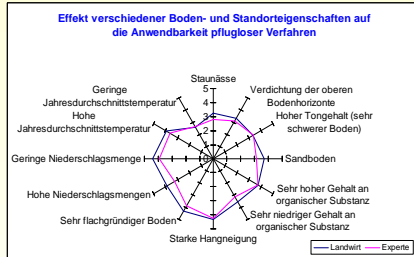 Effekt verschiedener Boden- und Standorteigenschaften auf
die Anwendbarkeit pflugloser Verfahren
Staunässe
Verdichtung der oberen
Bodenhorizonte
Hoher Tongehalt (sehr
schwerer Boden)
Sandboden
Sehr hoher Gehalt an
organischer Substanz
Sehr niedriger Gehalt an
organischer Substanz
Starke Hangneigung
Sehr flachgründiger Boden
Hohe Niederschlagsmengen
Geringe Niederschlagsmenge
Hohe
Jahresdurchschnittstemperatur
Geringe
Jahresdurchschnittstemperatur
5
4
3
2
1
0
Landwirt
Experte